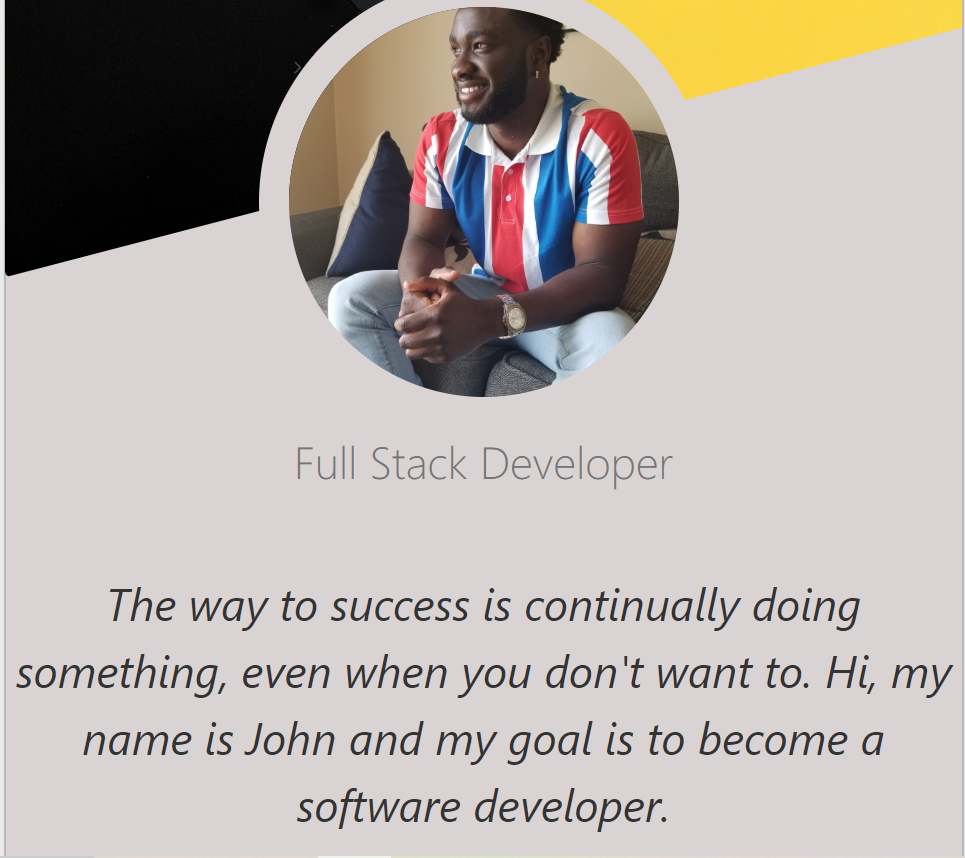 Full Stack Developer
The way to success is continually doing
something, even when you don't want to. Hi, my
name is John and my goal is to become a
software developer.